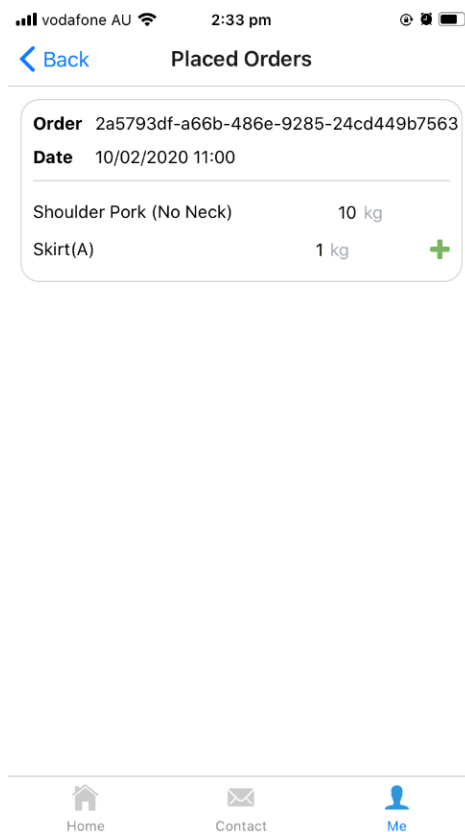 vodafone AU 2:33 pm
Back Placed Orders
Order 2a5793df-a66b-486e-9285-24cd449b7563
Date 10/02/2020 11:00
Shoulder Pork (No Neck) 10 kg
Skirt(A) 1 kg
Home Contact Me